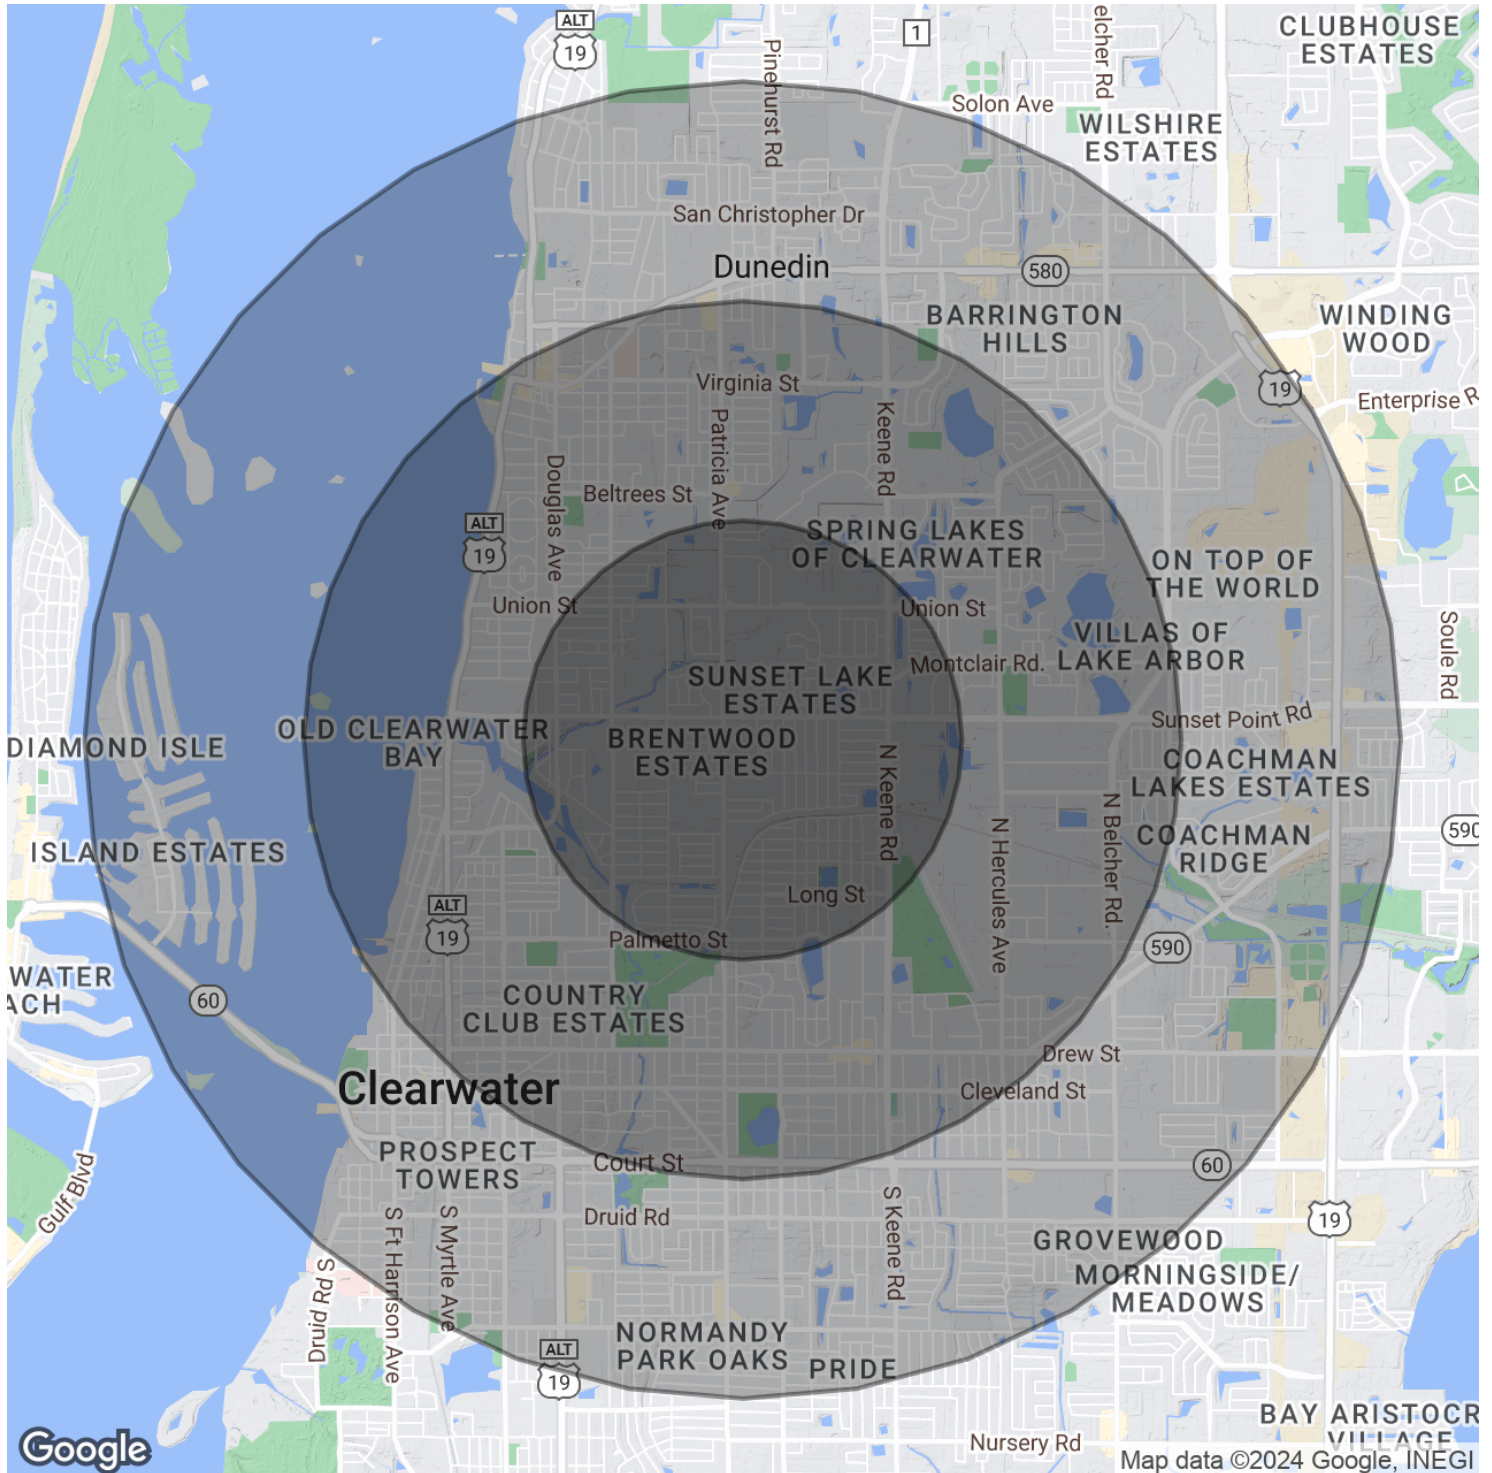 ALT
19
1
Pinehurst Rd
elcher Rd
CLUBHOUSE
ESTATES
Solon Ave
WILSHIRE
ESTATES
San Christopher Dr
Dunedin
580
BARRINGTON
HILLS
WINDING
WOOD
Virginia St
19
Enterprise R
Patricia Ave
Keene Rd
Douglas Ave
Beltrees St
ALT
19
SPRING LAKES
OF CLEARWATER
ON TOP OF
THE WORLD
Union St
Union St
Soule Rd
VILLAS OF
LAKE ARBOR
Montclair Rd.
SUNSET LAKE
ESTATES
Sunset Point Rd
OLD CLEARWATER
BAY
BRENTWOOD
ESTATES
DIAMOND ISLE
N Keene Rd
COACHMAN
LAKES ESTATES
N Hercules Ave
N Belcher Rd.
COACHMAN
RIDGE
590
ISLAND ESTATES
Long St
ALT
19
Palmetto St
590
WATER
ACH
60
COUNTRY
CLUB ESTATES
Drew St
Clearwater
Cleveland St
PROSPECT
TOWERS
Court St
60
Gulf Blvd
S Ft Harrison Ave
S Myrtle Ave
Druid Rd
S Keene Rd
19
GROVEWOOD
MORNINGSIDE/
MEADOWS
Druid Rd S
NORMANDY
PARK OAKS
PRIDE
ALT
19
BAY ARISTOCR
VILLAGE
Nursery Rd
Google
Map data ©2024 Google, INEGI